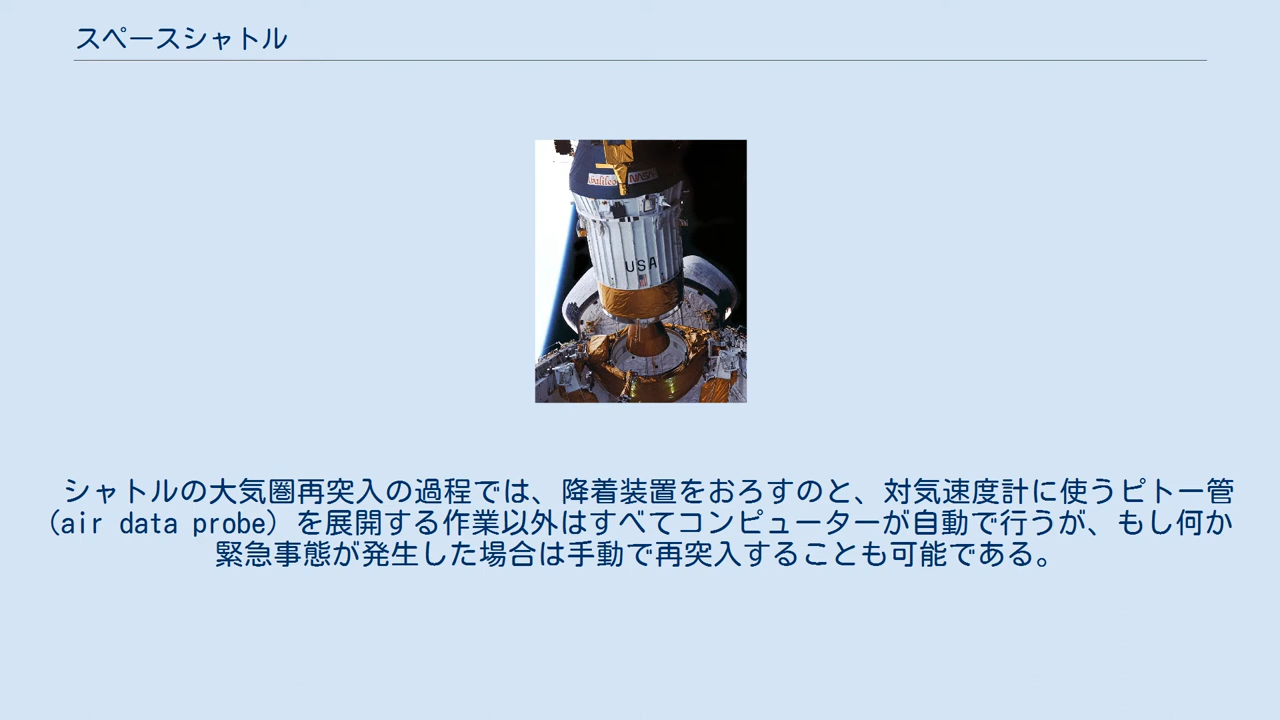 スペースシャトル
Galileo NASA
USA
シャトルの大気圏再突入の過程では、降着装置をおろすのと、対気速度計に使うピトー管
(air data probe) を展開する作業以外はすべてコンピューターが自動で行うが、もし何か
緊急事態が発生した場合は手動で再突入することも可能である。